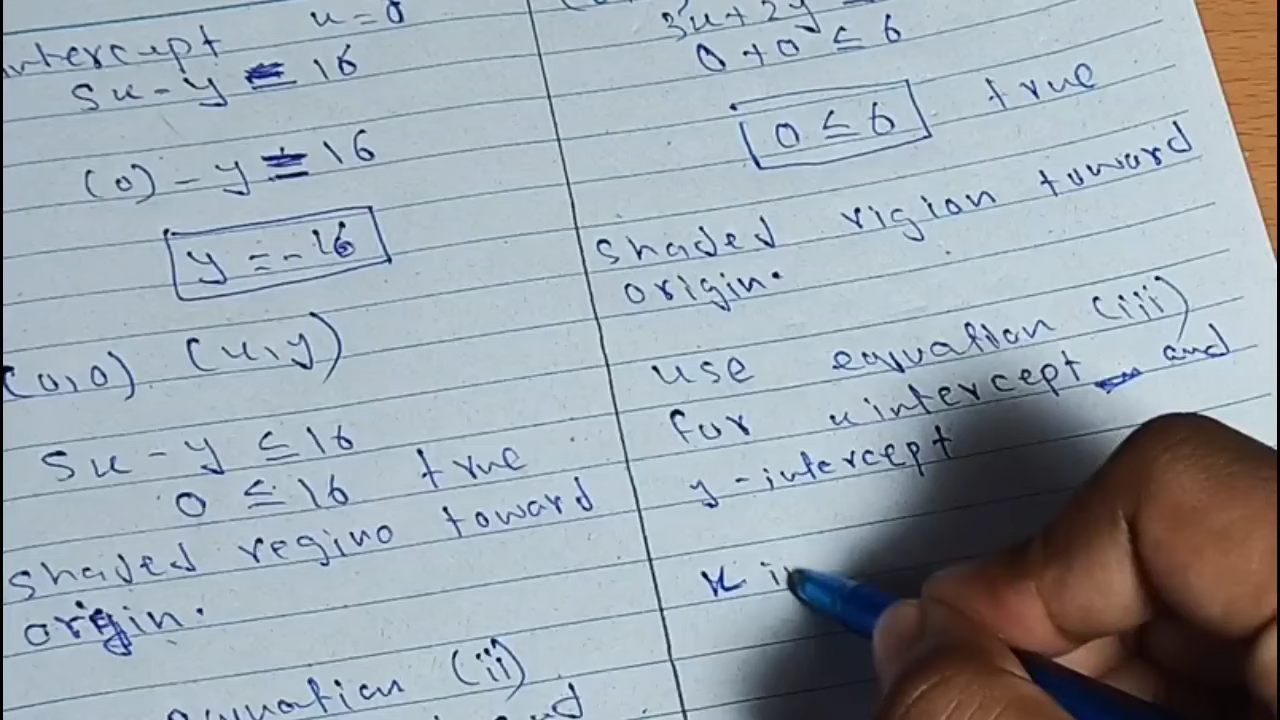 intercept x=0
5x-y = 16
(0) - y = 16
y = -16
(0,0) (x,y)
5x - y ≤ 16
0 ≤ 16 true
shaded regino toward
origin.
equation (ii)
and
3x + 2y
0 + 0 ≤ 6
0 ≤ 6 true
shaded rigion toward
origin.
use equation (iii)
for x intercept and
y-intercept
x in